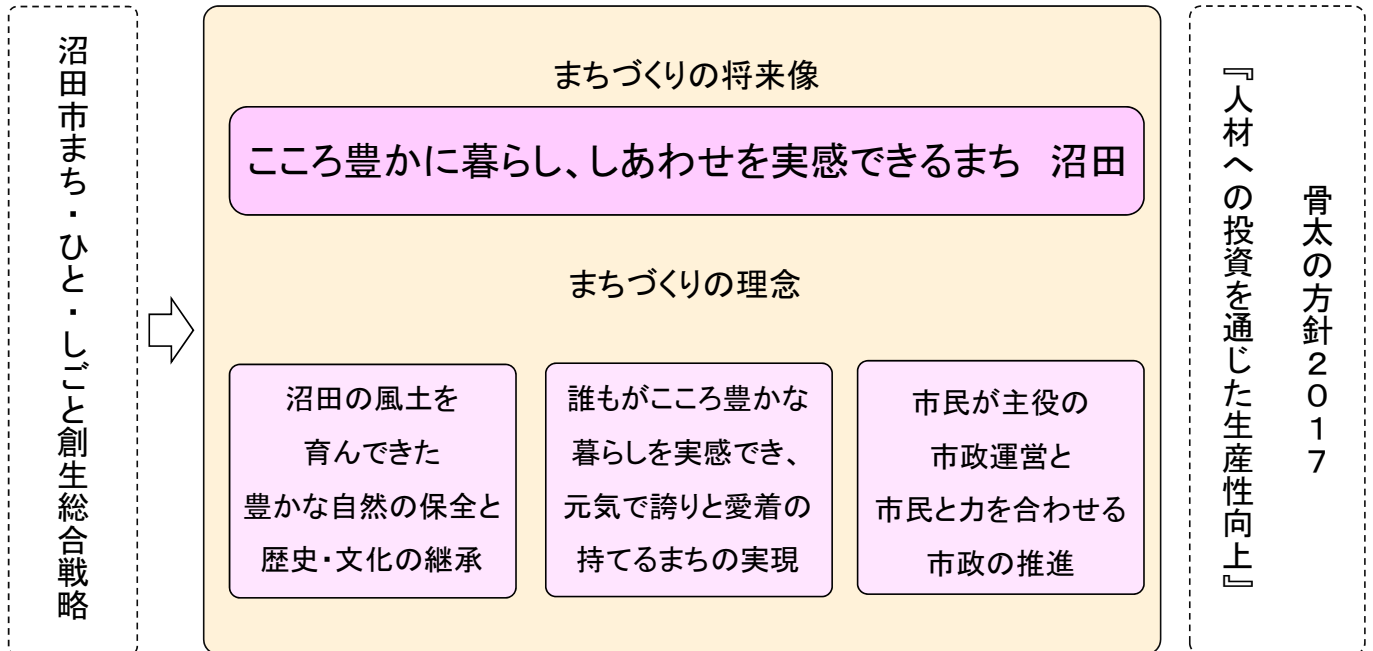 沼田市まち・ひと・しごと創生総合戦略
まちづくりの将来像
こころ豊かに暮らし、しあわせを実感できるまち　沼田
まちづくりの理念
沼田の風土を
育んできた
豊かな自然の保全と
歴史・文化の継承
誰もがこころ豊かな
暮らしを実感でき、
元気で誇りと愛着の
持てるまちの実現
市民が主役の
市政運営と
市民と力を合わせる
市政の推進
骨太の方針２０１７
『人材への投資を通じた生産性向上』